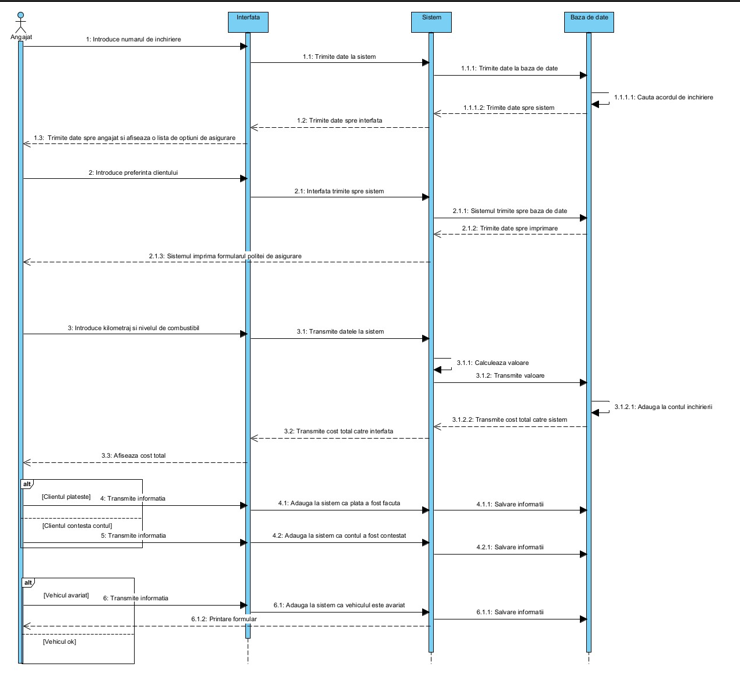 Interfata
Sistem
Baza de date
Angajat
1: Introduce numarul de inchiriere
1.1: Trimite date la sistem
1.1.1: Trimite date la baza de date
1.1.1.1: Cauta acordul de inchiriere
1.1.1.2: Trimite date spre sistem
1.2: Trimite date spre interfata
1.3: Trimite date spre angajat si afiseaza o lista de optiuni de asigurare
2: Introduce preferinta clientului
2.1: Interfata trimite spre sistem
2.1.1: Sistemul trimite spre baza de date
2.1.2: Trimite date spre imprimare
2.1.3: Sistemul imprima formularul politei de asigurare
3: Introduce kilometraj si nivelul de combustibil
3.1: Transmite datele la sistem
3.1.1: Calculeaza valoare
3.1.2: Transmite valoare
3.1.2.1: Adauga la contul inchirierii
3.1.2.2: Transmite cost total catre sistem
3.2: Transmite cost total catre interfata
3.3: Afiseaza cost total
alt
[Clientul plateste]
4: Transmite informatia
4.1: Adauga la sistem ca plata a fost facuta
4.1.1: Salvare informatii
[Clientul contesta contul]
5: Transmite informatia
4.2: Adauga la sistem ca contul a fost contestat
4.2.1: Salvare informatii
alt
[Vehicul avariat]
6: Transmite informatia
6.1: Adauga la sistem ca vehiculul este avariat
6.1.1: Salvare informatii
6.1.2: Printare formular
[Vehicul ok]